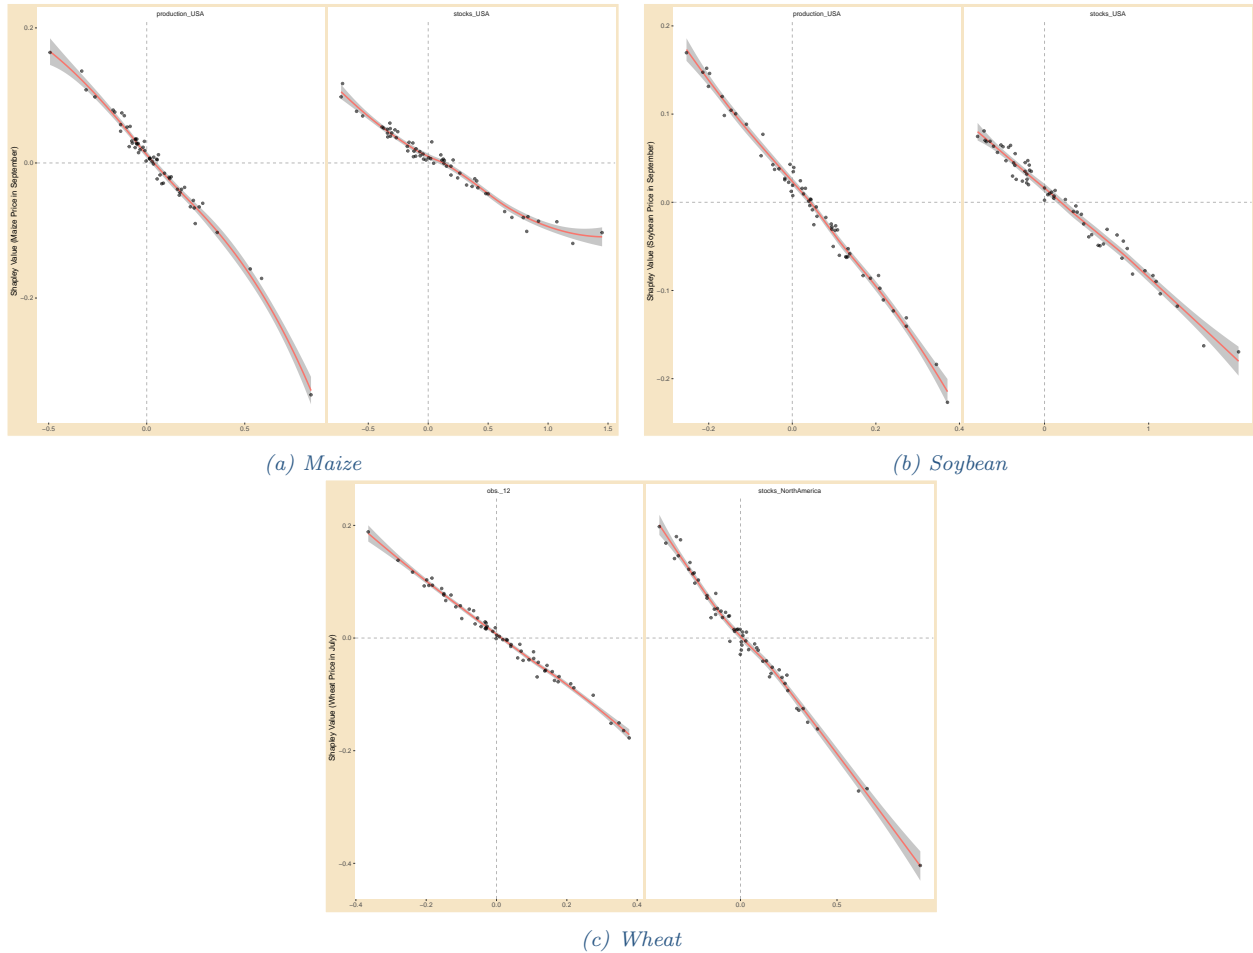 production_USA
stocks_USA
Shapley Value (Maize Price in September)
0.2
0.0
−0.2
−0.5
0.0
0.5
−0.5
0.0
0.5
1.0
1.5
(a) Maize
production_USA
stocks_USA
Shapley Value (Soybean Price in September)
0.2
0.1
0.0
−0.1
−0.2
−0.2
0.0
0.2
0.4
0
1
(b) Soybean
obs._12
stocks_NorthAmerica
Shapley Value (Wheat Price in July)
0.2
0.0
−0.2
−0.4
−0.4
−0.2
0.0
0.2
0.4
0.0
0.5
(c) Wheat